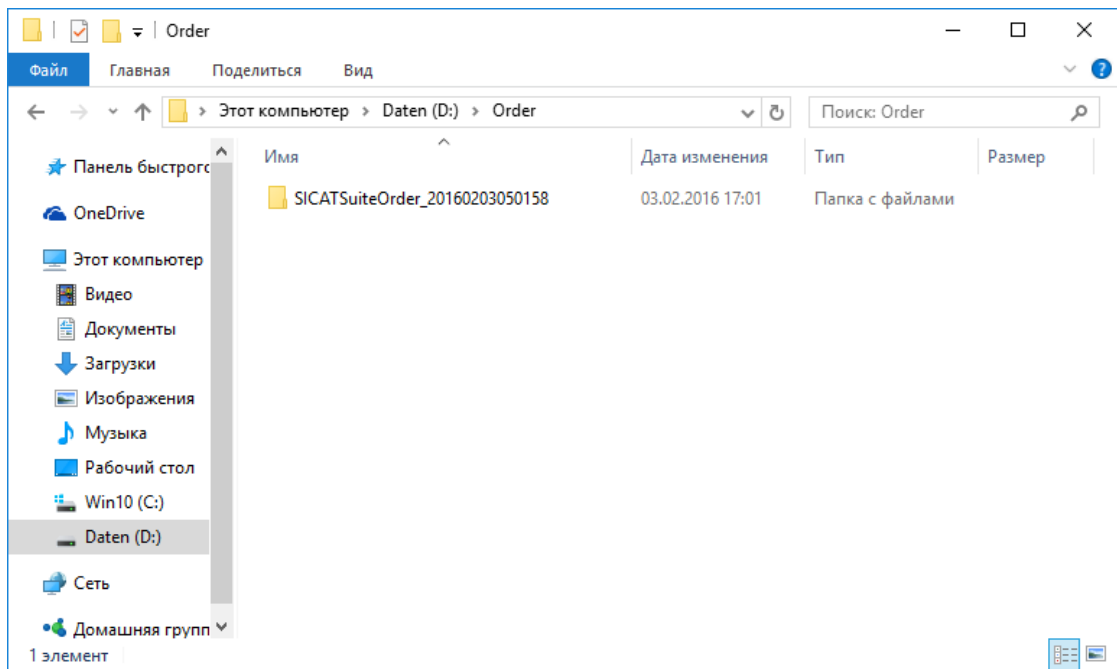 Order
Файл Главная Поделиться Вид
Этот компьютер > Daten (D:) > Order Поиск: Order
Имя Дата изменения Тип Размер
SICATSuiteOrder_20160203050158 03.02.2016 17:01 Папка с файлами
Панель быстрого
OneDrive
Этот компьютер
Видео
Документы
Загрузки
Изображения
Музыка
Рабочий стол
Win10 (C:)
Daten (D:)
Сеть
Домашняя групп
1 элемент